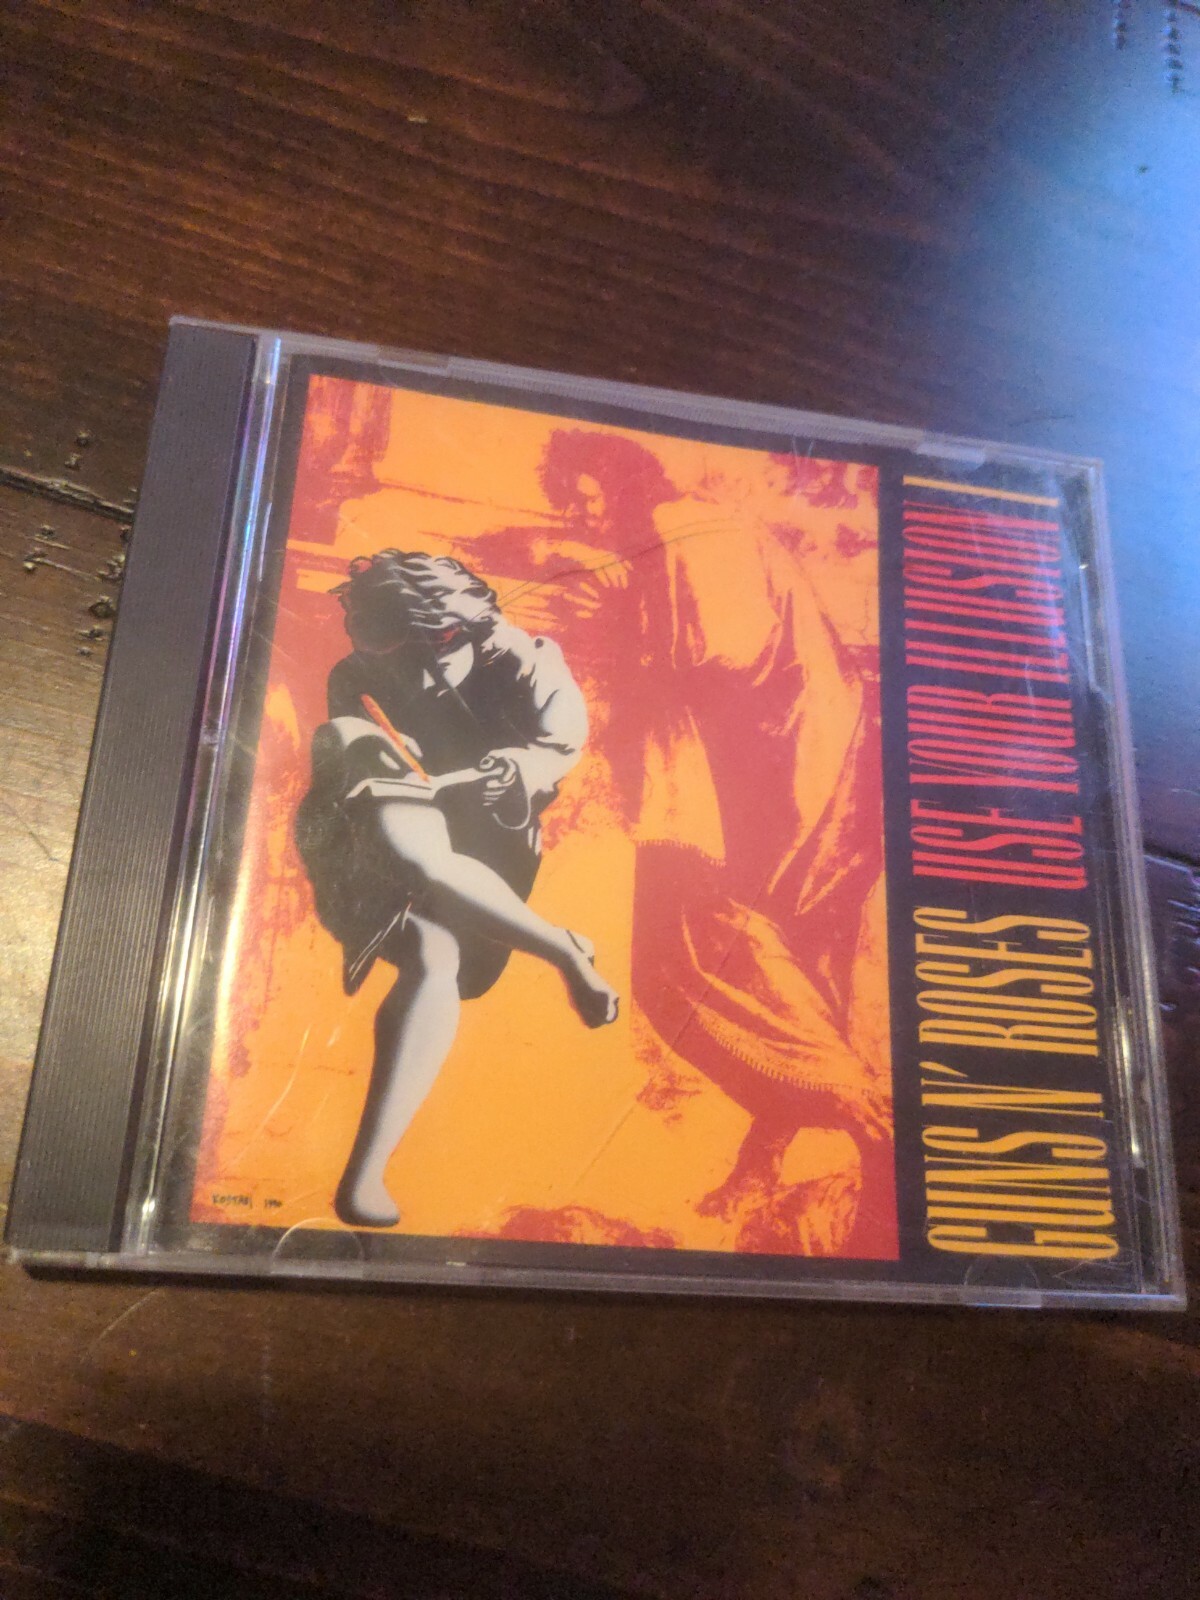 GUNS N' ROSES USE YOUR ILLUSION I
KOSTABI 1990